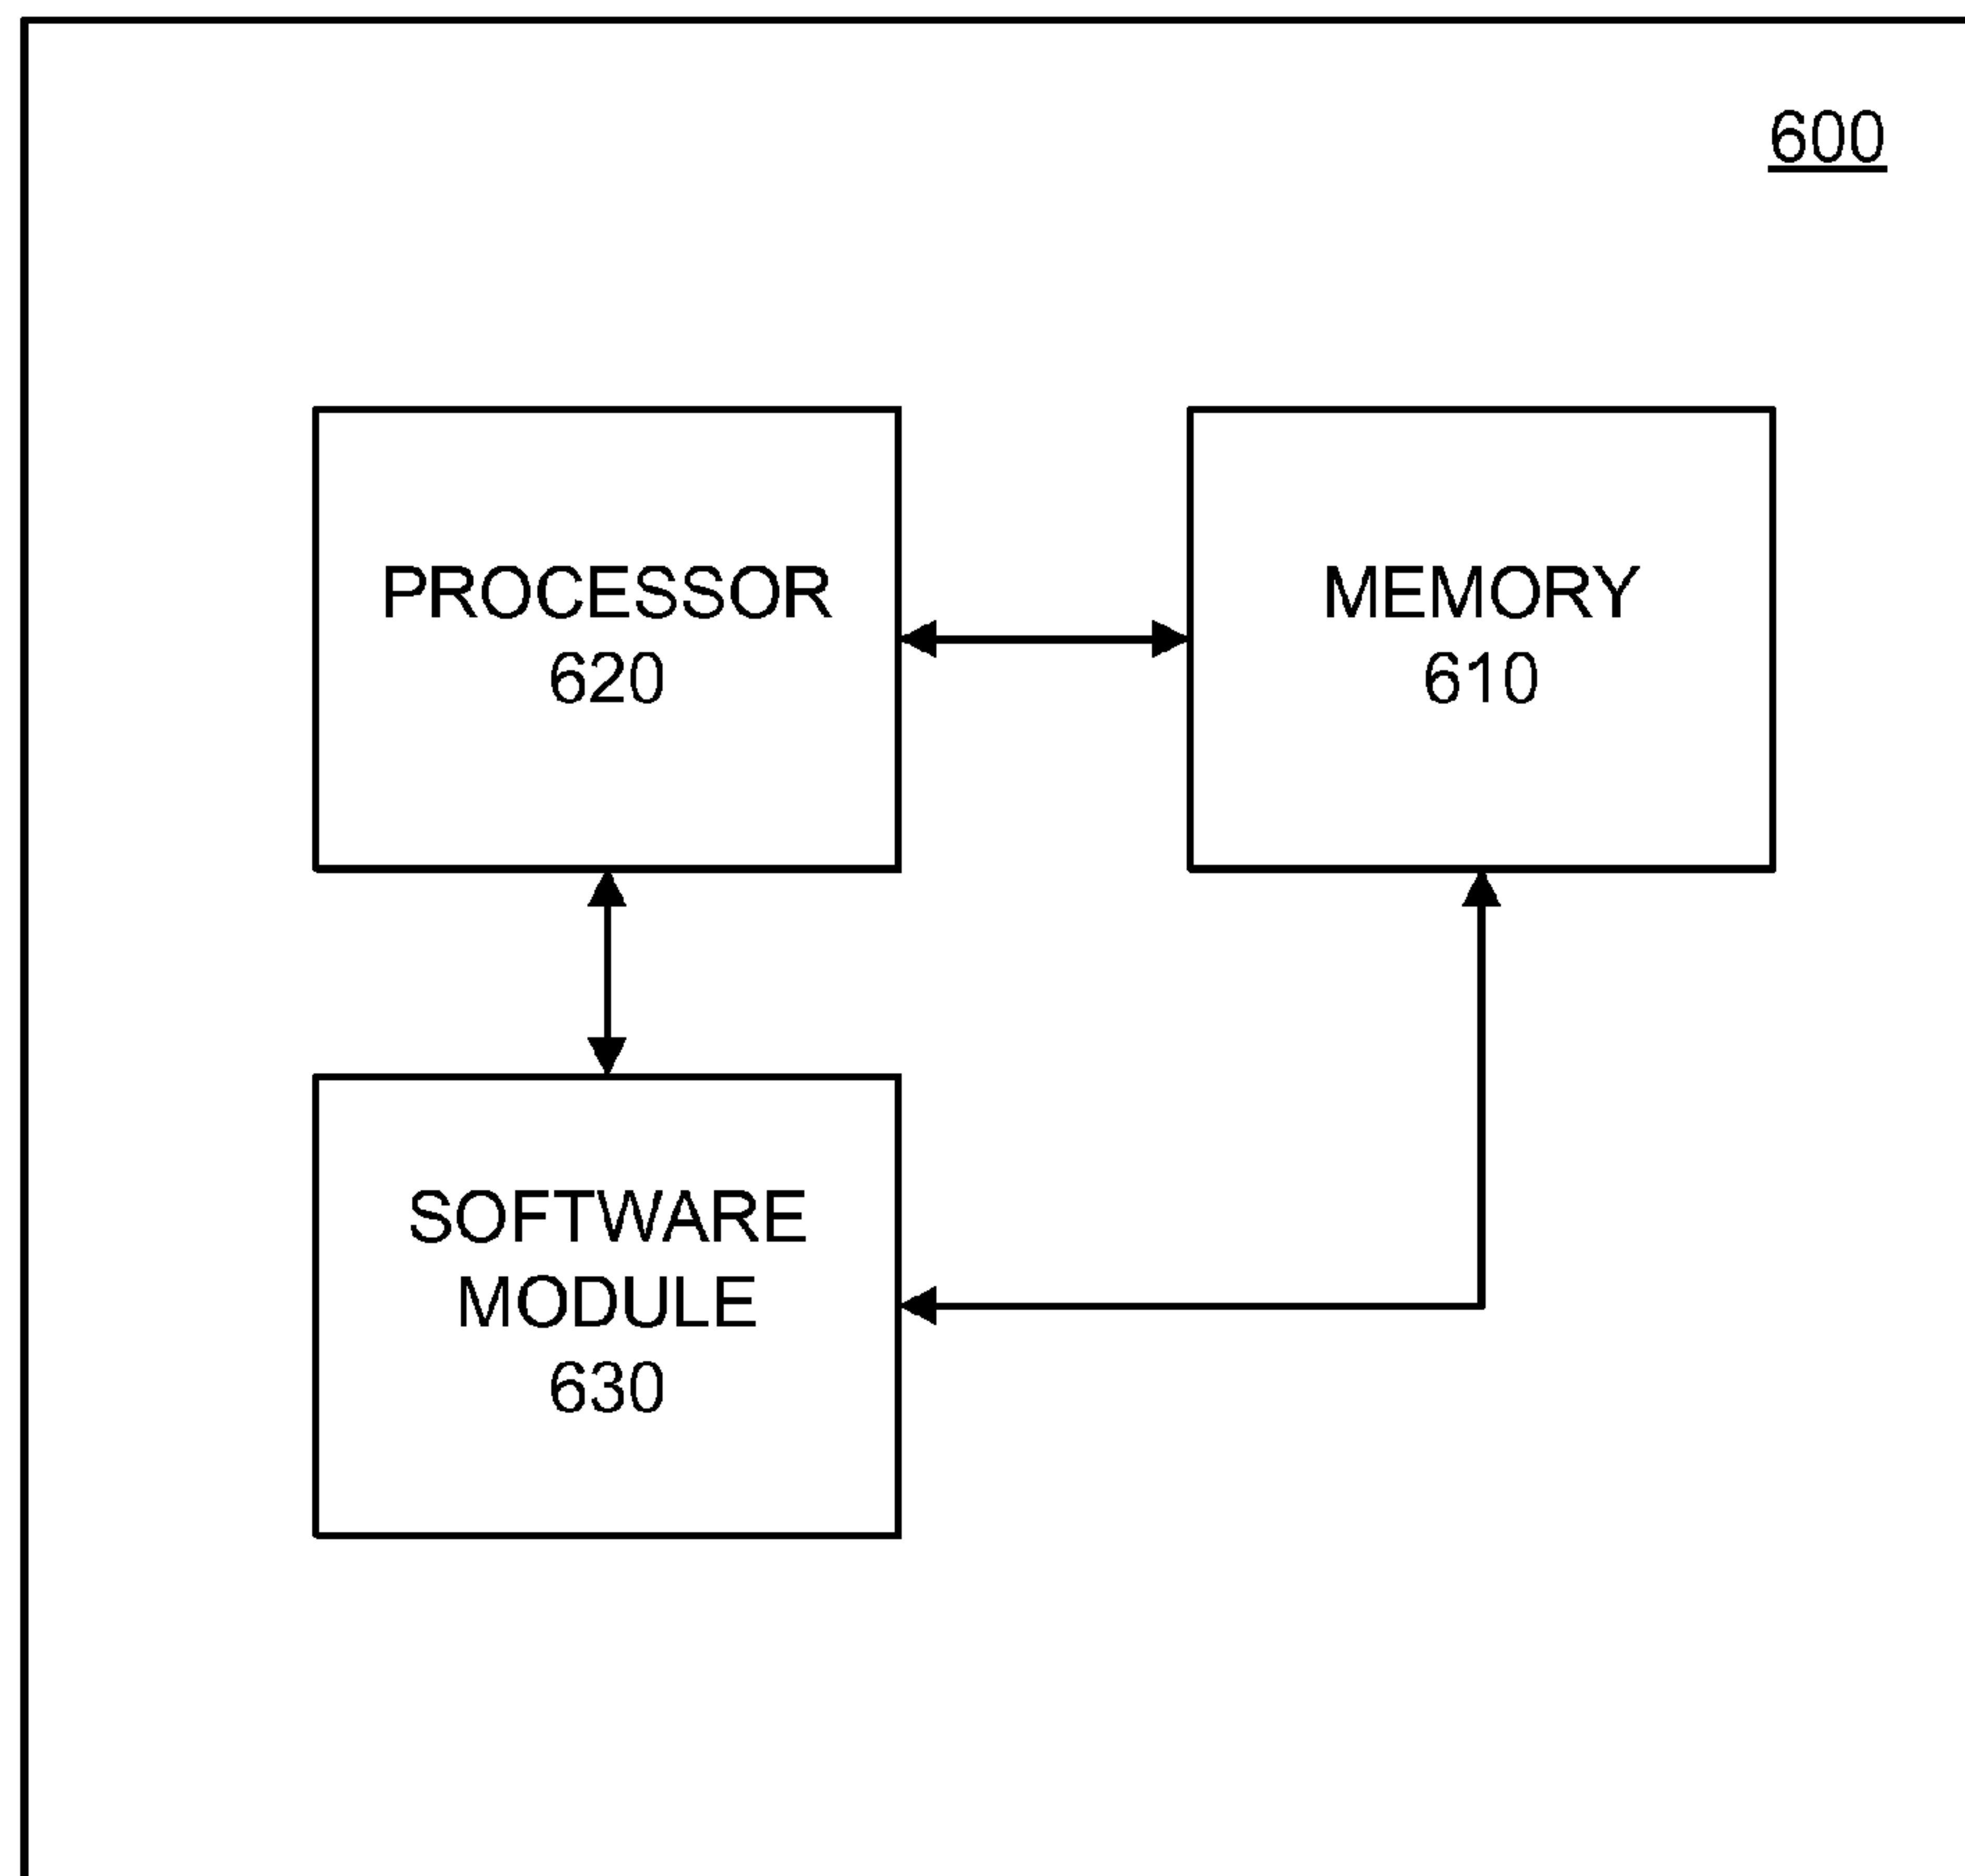 600
PROCESSOR
620
MEMORY
610
SOFTWARE
MODULE
630